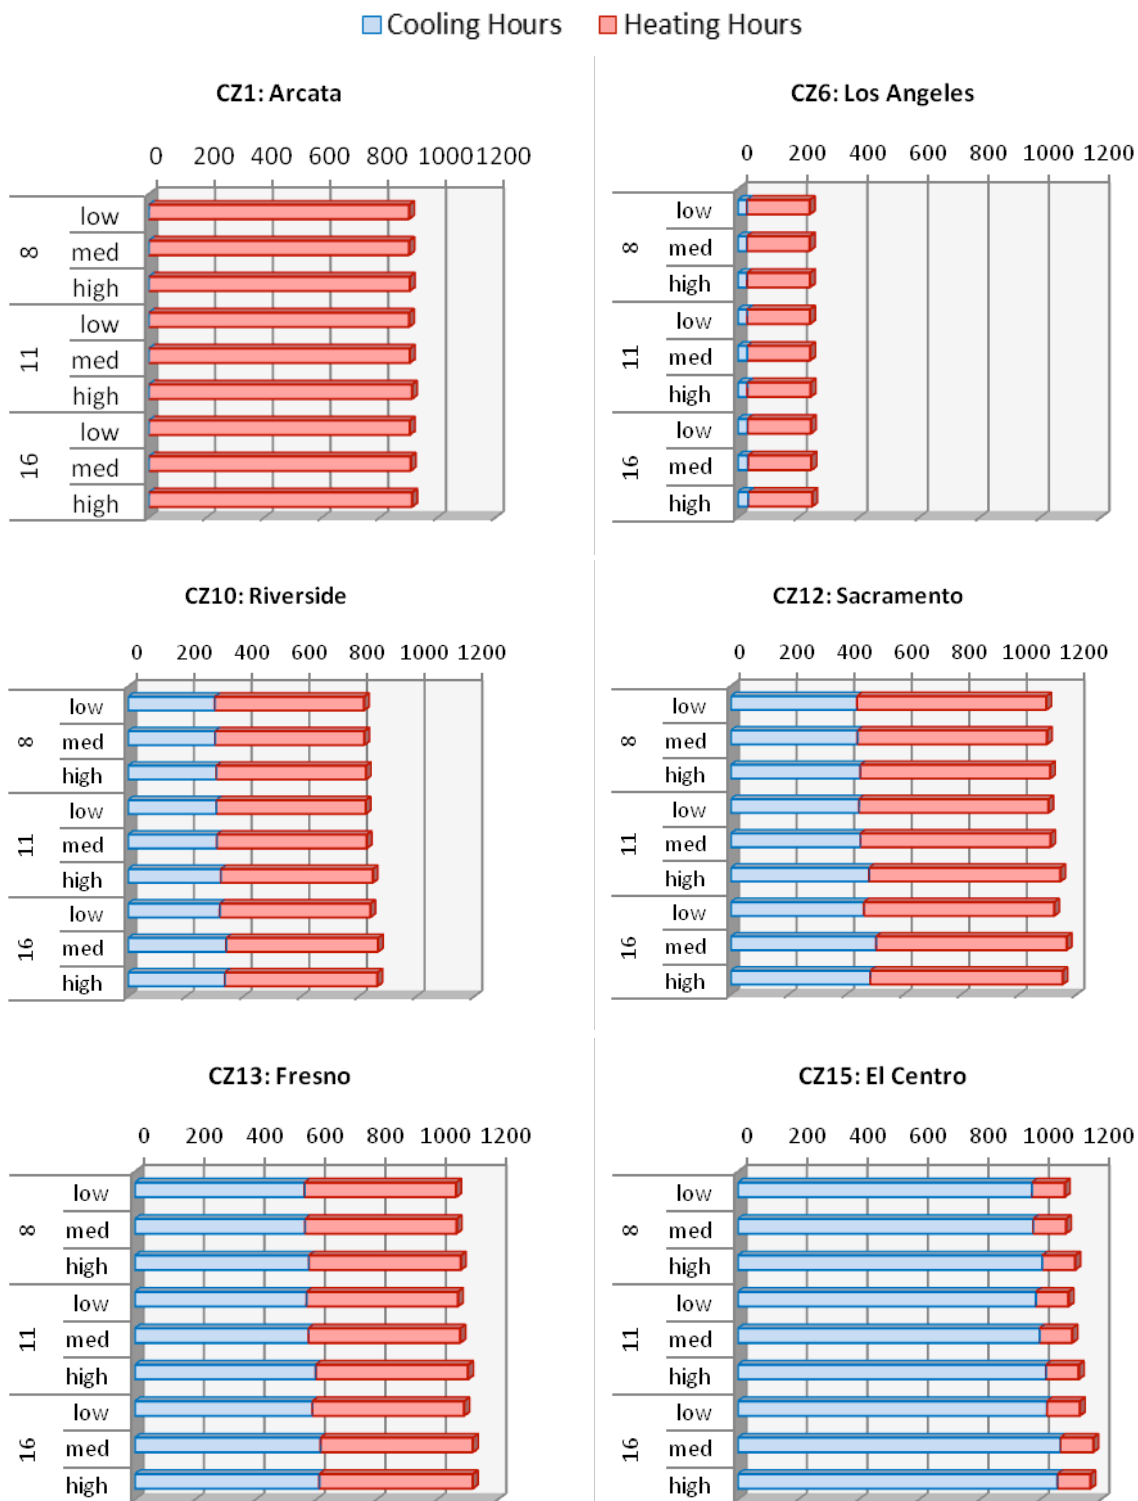 Cooling Hours Heating Hours
CZ1: Arcata
0 200 400 600 800 1000 1200
8
low
med
high
11
low
med
high
16
low
med
high
CZ6: Los Angeles
0 200 400 600 800 1000 1200
8
low
med
high
11
low
med
high
16
low
med
high
CZ10: Riverside
0 200 400 600 800 1000 1200
8
low
med
high
11
low
med
high
16
low
med
high
CZ12: Sacramento
0 200 400 600 800 1000 1200
8
low
med
high
11
low
med
high
16
low
med
high
CZ13: Fresno
0 200 400 600 800 1000 1200
8
low
med
high
11
low
med
high
16
low
med
high
CZ15: El Centro
0 200 400 600 800 1000 1200
8
low
med
high
11
low
med
high
16
low
med
high